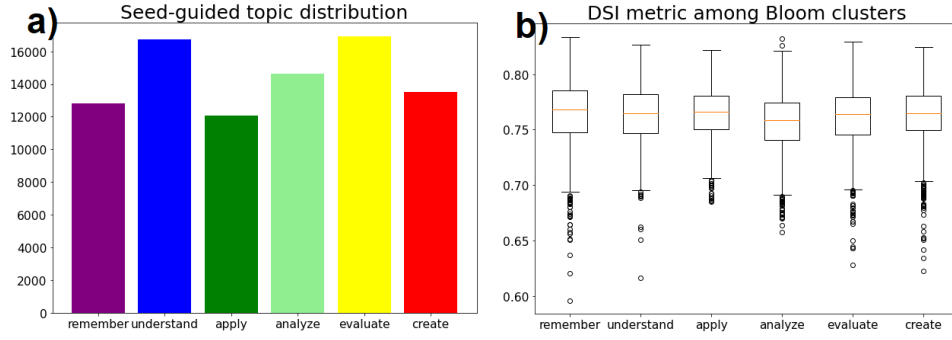 a)
Seed-guided topic distribution
16000
14000
12000
10000
8000
6000
4000
2000
0
remember understand apply analyze evaluate create
b)
DSI metric among Bloom clusters
0.80
0.75
0.70
0.65
0.60
remember understand apply analyze evaluate create